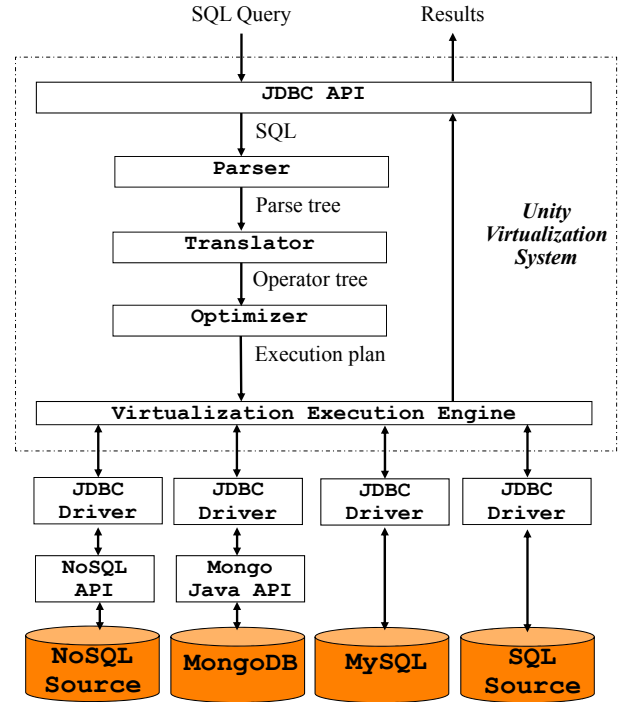 SQL Query
Results
JDBC API
SQL
Parser
Parse tree
Unity
Virtualization
System
Translator
Operator tree
Optimizer
Execution plan
Virtualization Execution Engine
JDBC
Driver
JDBC
Driver
JDBC
Driver
JDBC
Driver
NoSQL
API
Mongo
Java API
NoSQL
Source
MongoDB
MySQL
SQL
Source